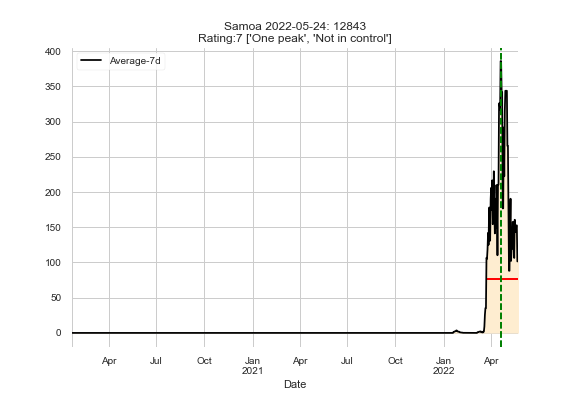 Samoa 2022-05-24: 12843
Rating:7 ['One peak', 'Not in control']
Average-7d
400
350
300
250
200
150
100
50
0
Apr Jul Oct Jan Apr Jul Oct Jan Apr
2021 2022
Date